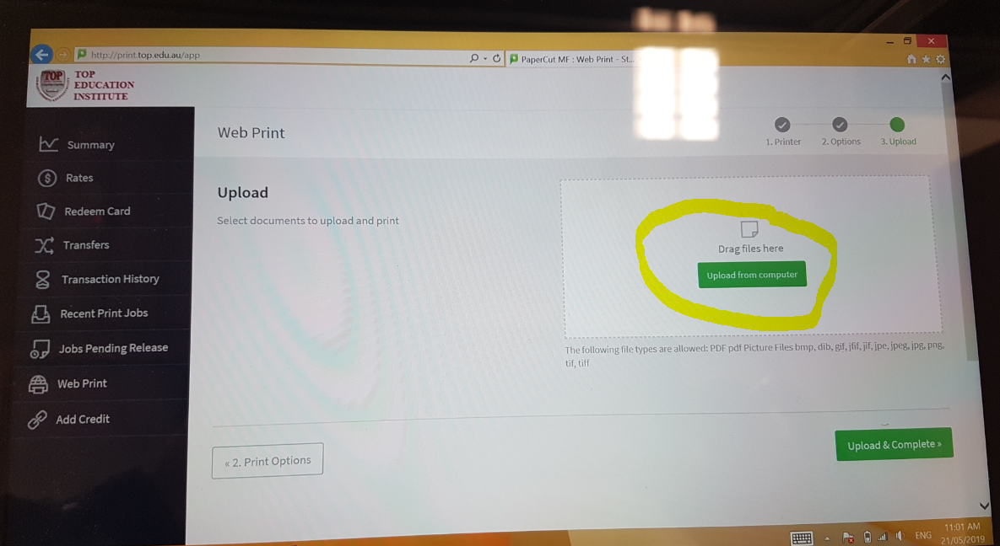 http://print.top.edu.au/app
PaperCut MF : Web Print - St...
TOP
TOP
EDUCATION
INSTITUTE
Summary
Rates
Redeem Card
Transfers
Transaction History
Recent Print Jobs
Jobs Pending Release
Web Print
Add Credit
Web Print
1. Printer
2. Options
3. Upload
Upload
Select documents to upload and print
Drag files here
Upload from computer
The following file types are allowed: PDF pdf Picture Files bmp, dib, gif, jfif, jif, jpe, jpeg, jpg, png,
tif, tiff
« 2. Print Options
Upload & Complete »
ENG
11:01 AM
21/05/2019